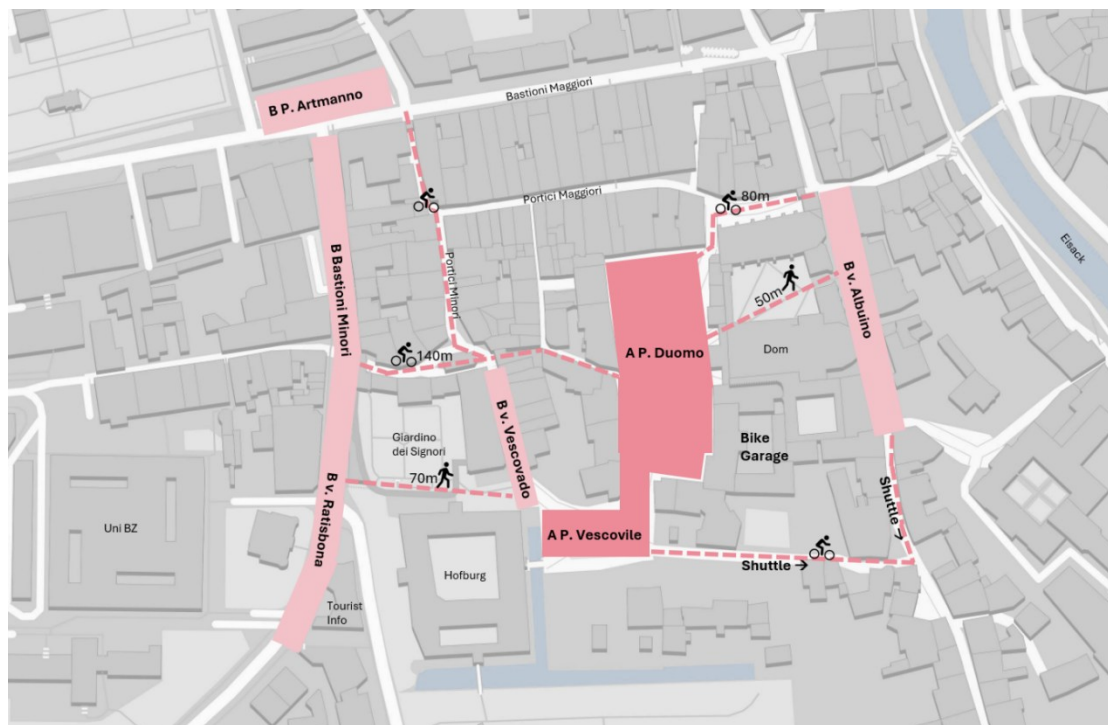 Bastioni Maggiori
B P. Artmanno
Portici Maggiori
80m
Eisack
Portici Minori
B Bastioni Minori
50m
B v. Albuino
140m
A P. Duomo
Dom
B v. Vescovado
Giardino
dei Signori
Bike
Garage
70m
B v. Ratisbona
Uni BZ
A P. Vescovile
Shuttle →
Shuttle →
Hofburg
Tourist
Info